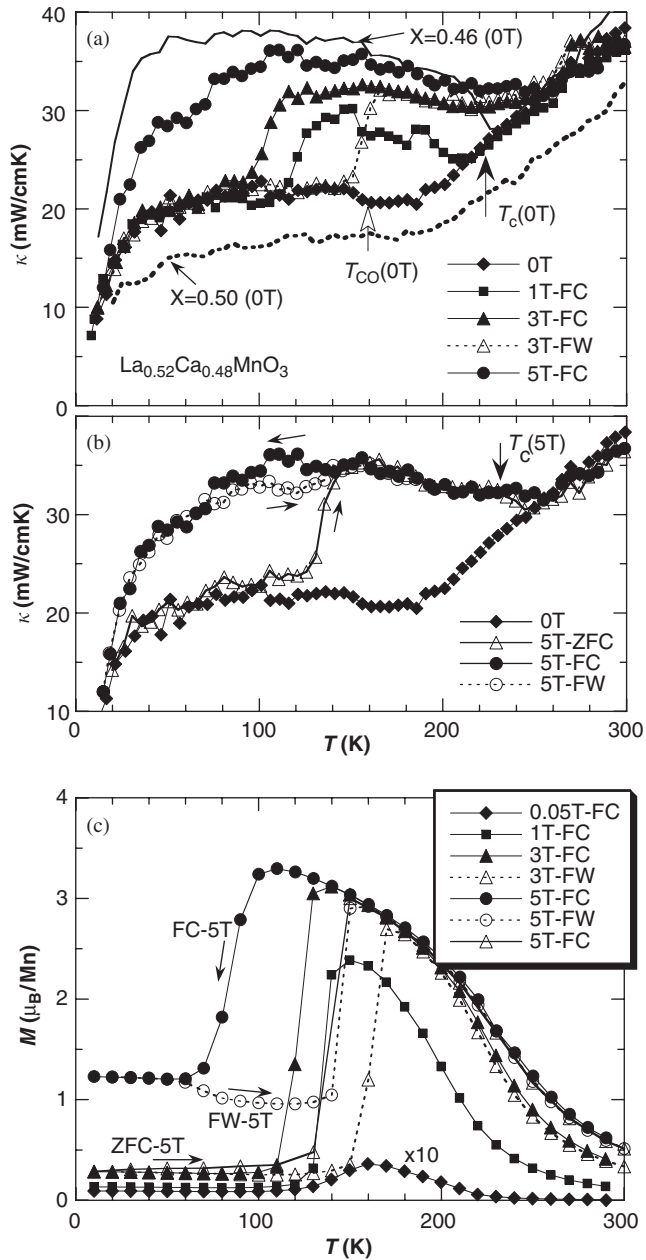 (a)
X=0.46 (0T)
40
30
20
10
0
κ (mW/cmK)
Tc(0T)
TCO(0T)
X=0.50 (0T)
La0.52Ca0.48MnO3
0T
1T-FC
3T-FC
3T-FW
5T-FC
(b)
Tc(5T)
40
30
20
10
κ (mW/cmK)
0T
5T-ZFC
5T-FC
5T-FW
0 100 200 300
T (K)
(c)
4
3
2
1
0
M (μB/Mn)
0.05T-FC
1T-FC
3T-FC
3T-FW
5T-FC
5T-FW
5T-FC
FC-5T
FW-5T
ZFC-5T
x10
0 100 200 300
T (K)